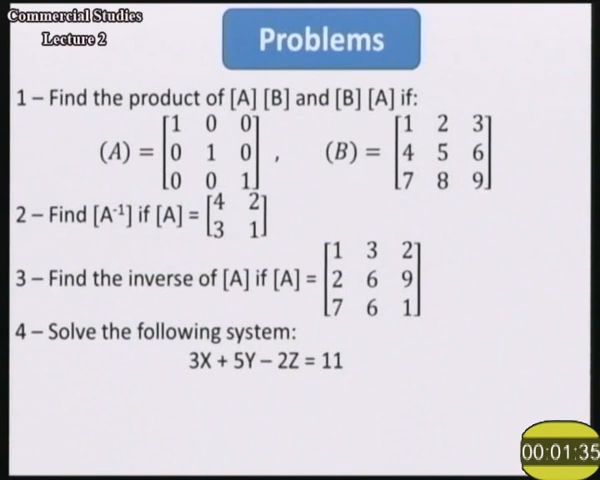 Commercial Studies
Lecture 2
Problems
1 – Find the product of [A] [B] and [B] [A] if:
(A) = [1 0 0; 0 1 0; 0 0 1], (B) = [1 2 3; 4 5 6; 7 8 9]
2 – Find [A⁻¹] if [A] = [4 2; 3 1]
3 – Find the inverse of [A] if [A] = [1 3 2; 2 6 9; 7 6 1]
4 – Solve the following system:
3X + 5Y – 2Z = 11
00:01:35